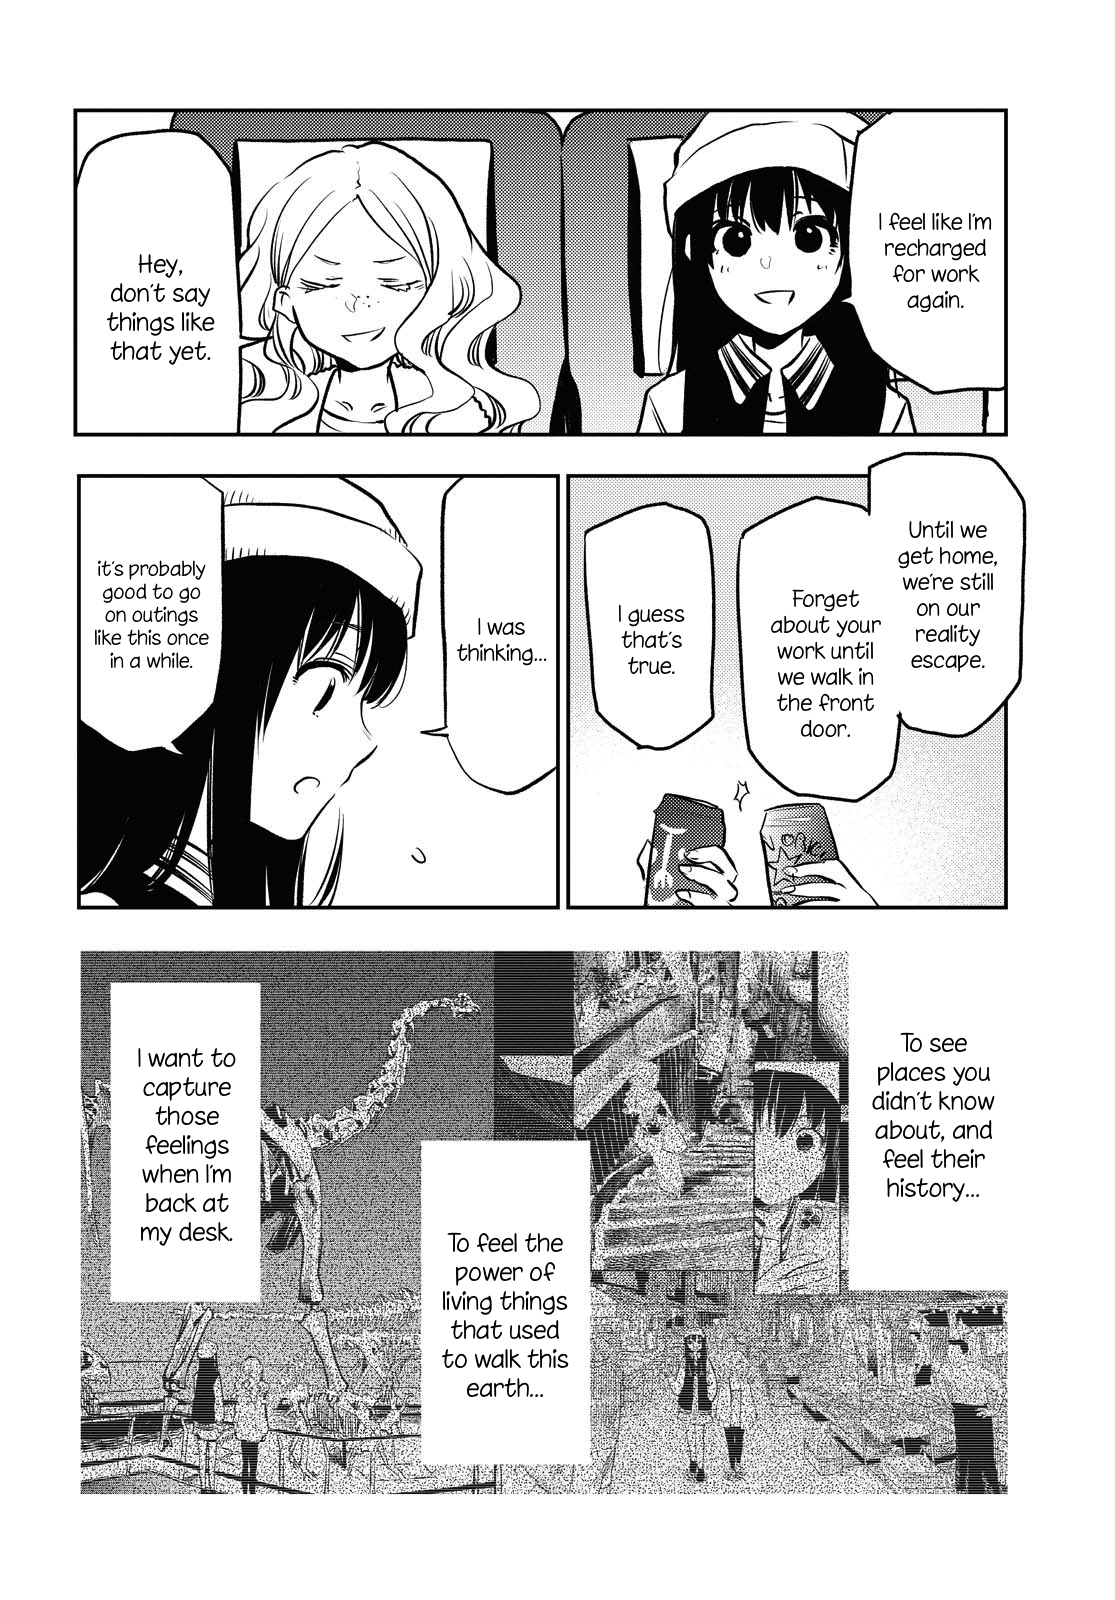 I feel like I'm
recharged
for work
again.
Hey,
don't say
things like
that yet.
Until we
get home,
we're still
on our
reality
escape.
Forget
about your
work until
we walk in
the front
door.
I guess
that's
true.
I was
thinking...
it's probably
good to go
on outings
like this once
in a while.
To see
places you
didn't know
about, and
feel their
history...
To feel the
power of
living things
that used
to walk this
earth...
I want to
capture
those
feelings
when I'm
back at
my desk.